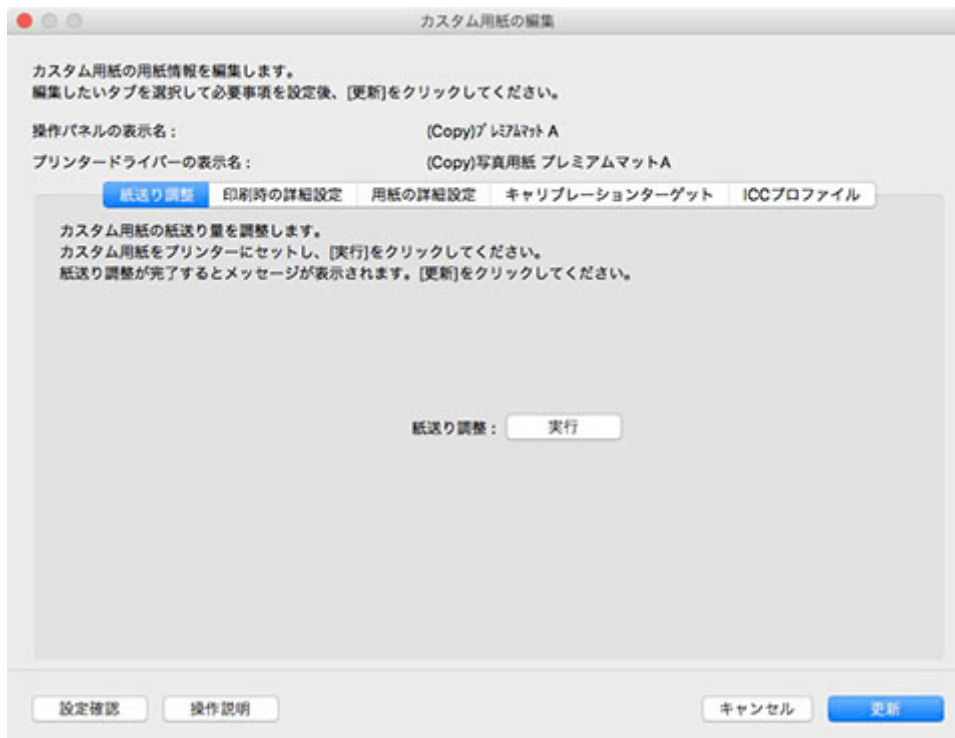 カスタム用紙の編集
カスタム用紙の用紙情報を編集します。
編集したいタブを選択して必要事項を設定後、[更新]をクリックしてください。
操作パネルの表示名： (Copy)ﾌﾟﾚﾐｱﾑﾏｯﾄ A
プリンタードライバーの表示名： (Copy)写真用紙 プレミアムマットA
紙送り調整 印刷時の詳細設定 用紙の詳細設定 キャリブレーションターゲット ICCプロファイル
カスタム用紙の紙送り量を調整します。
カスタム用紙をプリンターにセットし、[実行]をクリックしてください。
紙送り調整が完了するとメッセージが表示されます。[更新]をクリックしてください。
紙送り調整： 実行
設定確認 操作説明 キャンセル 更新